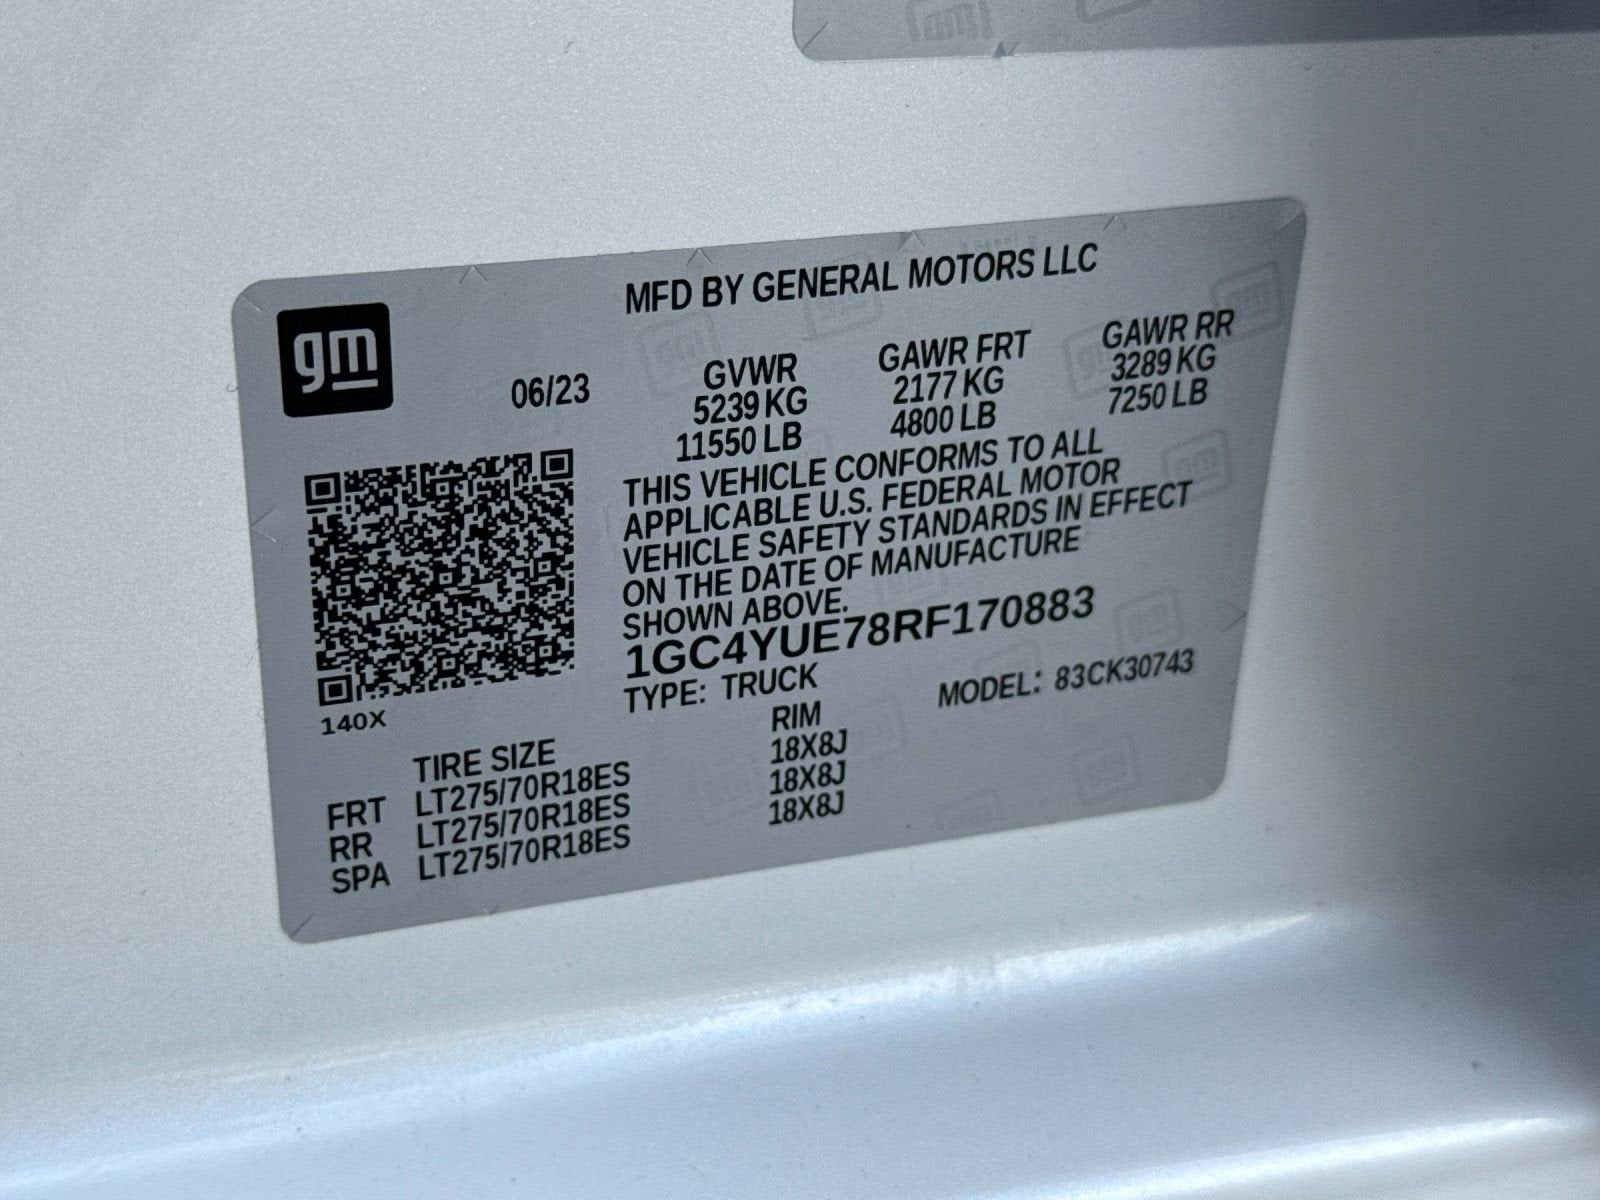 gm
MFD BY GENERAL MOTORS LLC
06/23
GVWR GAWR FRT GAWR RR
5239 KG 2177 KG 3289 KG
11550 LB 4800 LB 7250 LB
THIS VEHICLE CONFORMS TO ALL
APPLICABLE U.S. FEDERAL MOTOR
VEHICLE SAFETY STANDARDS IN EFFECT
ON THE DATE OF MANUFACTURE
SHOWN ABOVE.
1GC4YUE78RF170883
TYPE: TRUCK MODEL: 83CK30743
140X
TIRE SIZE RIM
FRT LT275/70R18ES 18X8J
RR LT275/70R18ES 18X8J
SPA LT275/70R18ES 18X8J